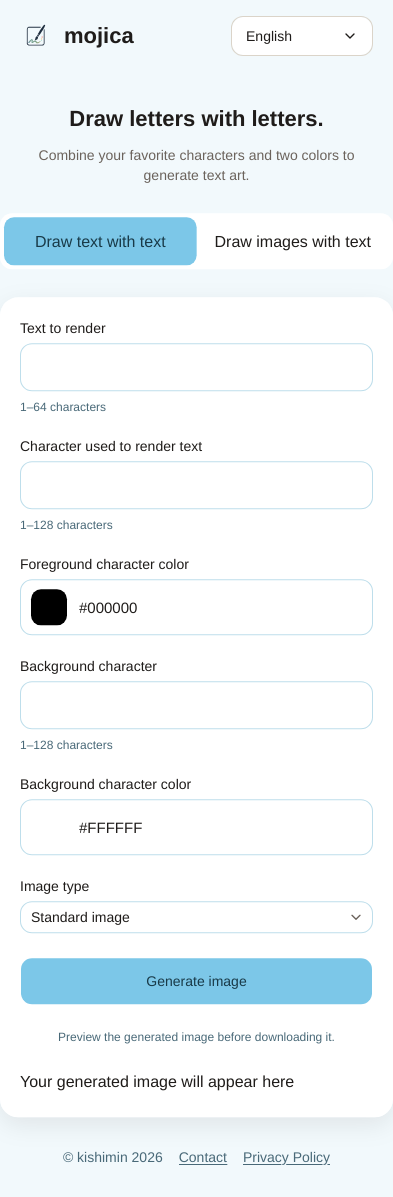 mojica
English
Draw letters with letters.
Combine your favorite characters and two colors to
generate text art.
Draw text with text
Draw images with text
Text to render
1–64 characters
Character used to render text
1–128 characters
Foreground character color
#000000
Background character
1–128 characters
Background character color
#FFFFFF
Image type
Standard image
Generate image
Preview the generated image before downloading it.
Your generated image will appear here
© kishimin 2026 Contact Privacy Policy